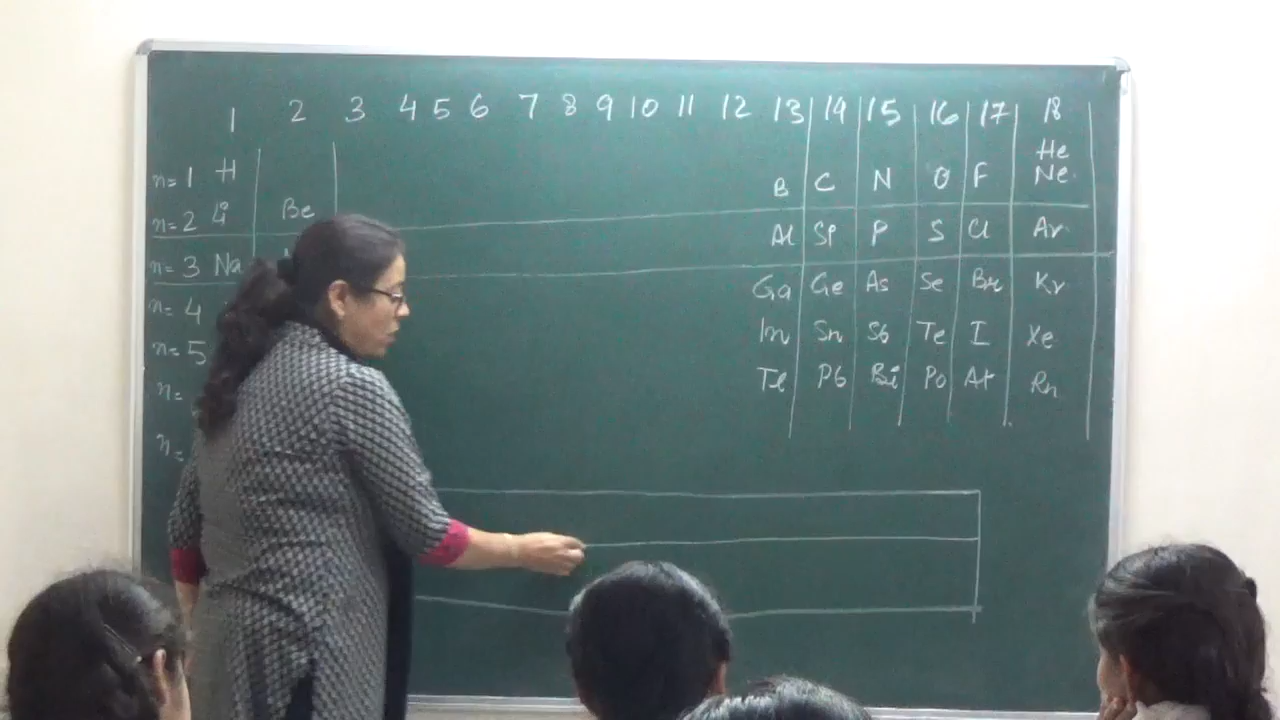 1 2 3 4 5 6 7 8 9 10 11 12 13 14 15 16 17 18
He
n=1 H B C N O F Ne
n=2 Li Be Al Si P S Cl Ar
n=3 Na Ga Ge As Se Br Kr
n=4 In Sn Sb Te I Xe
n=5 Tl Pb Bi Po At Rn
n=
n=